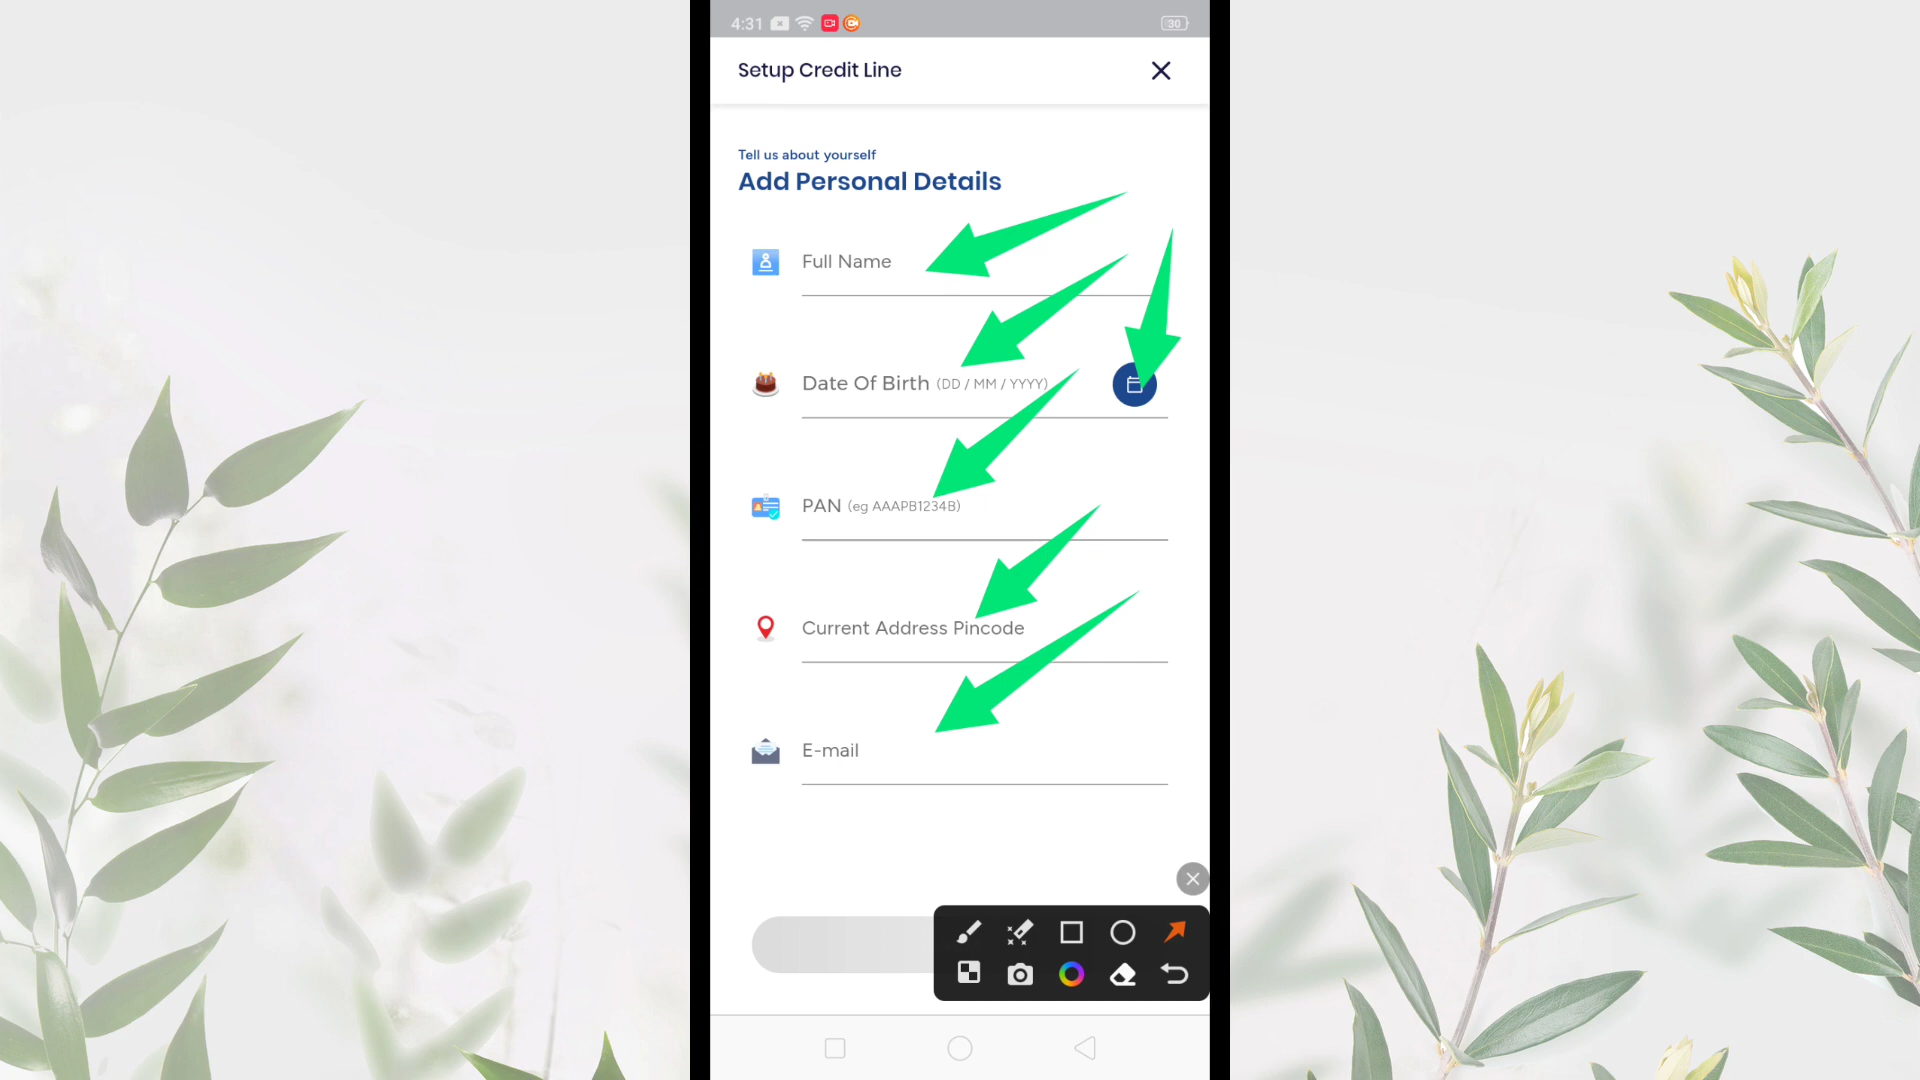 4:31
30
Setup Credit Line
Tell us about yourself
Add Personal Details
Full Name
Date Of Birth (DD / MM / YYYY)
PAN (eg AAAPB1234B)
Current Address Pincode
E-mail